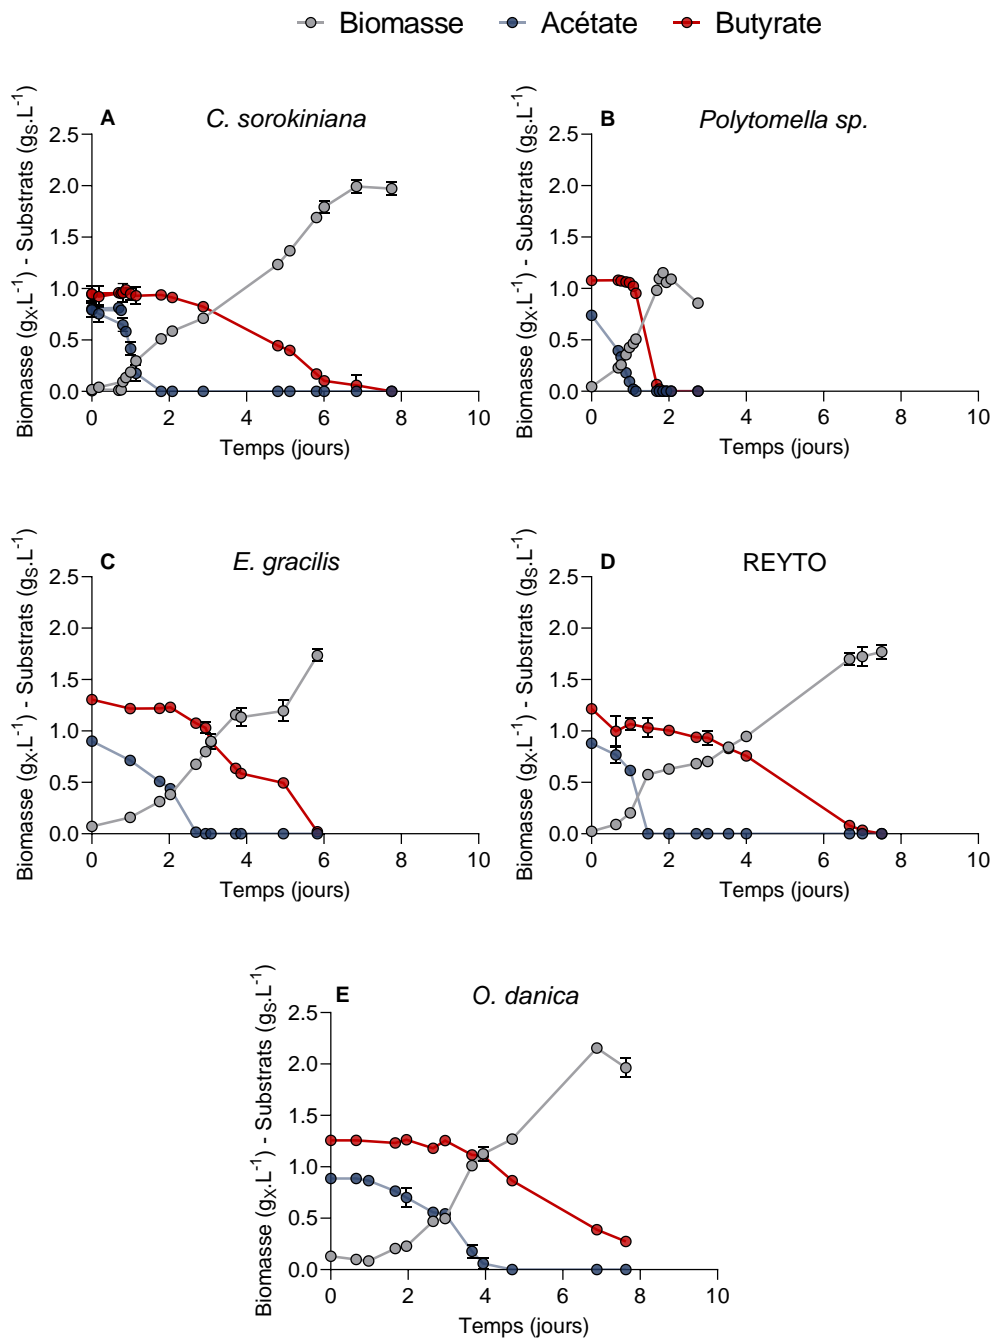 Biomasse Acétate Butyrate
A C. sorokiniana
Biomasse (gX.L-1) - Substrats (gS.L-1)
2.5
2.0
1.5
1.0
0.5
0.0
0 2 4 6 8 10
Temps (jours)
B Polytomella sp.
Biomasse (gX.L-1) - Substrats (gS.L-1)
2.5
2.0
1.5
1.0
0.5
0.0
0 2 4 6 8 10
Temps (jours)
C E. gracilis
Biomasse (gX.L-1) - Substrats (gS.L-1)
2.5
2.0
1.5
1.0
0.5
0.0
0 2 4 6 8 10
Temps (jours)
D REYTO
Biomasse (gX.L-1) - Substrats (gS.L-1)
2.5
2.0
1.5
1.0
0.5
0.0
0 2 4 6 8 10
Temps (jours)
E O. danica
Biomasse (gX.L-1) - Substrats (gS.L-1)
2.5
2.0
1.5
1.0
0.5
0.0
0 2 4 6 8 10
Temps (jours)